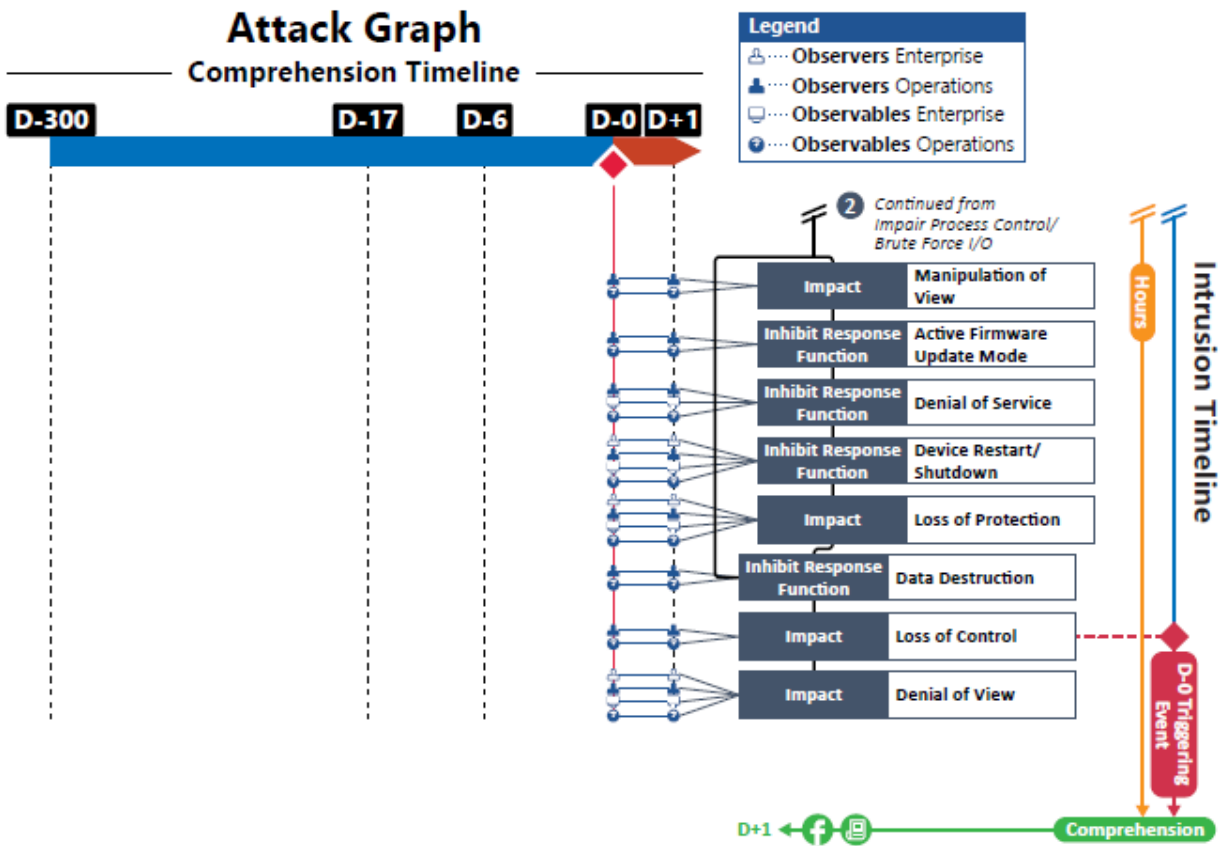 Attack Graph
Comprehension Timeline
D-300
D-17
D-6
D-0
D+1
Legend
Observers Enterprise
Observers Operations
Observables Enterprise
Observables Operations
2
Continued from
Impair Process Control/
Brute Force I/O
Impact
Manipulation of
View
Inhibit Response
Function
Active Firmware
Update Mode
Inhibit Response
Function
Denial of Service
Inhibit Response
Function
Device Restart/
Shutdown
Impact
Loss of Protection
Inhibit Response
Function
Data Destruction
Impact
Loss of Control
Impact
Denial of View
Hours
Intrusion Timeline
D-0 Triggering
Event
D+1
Comprehension